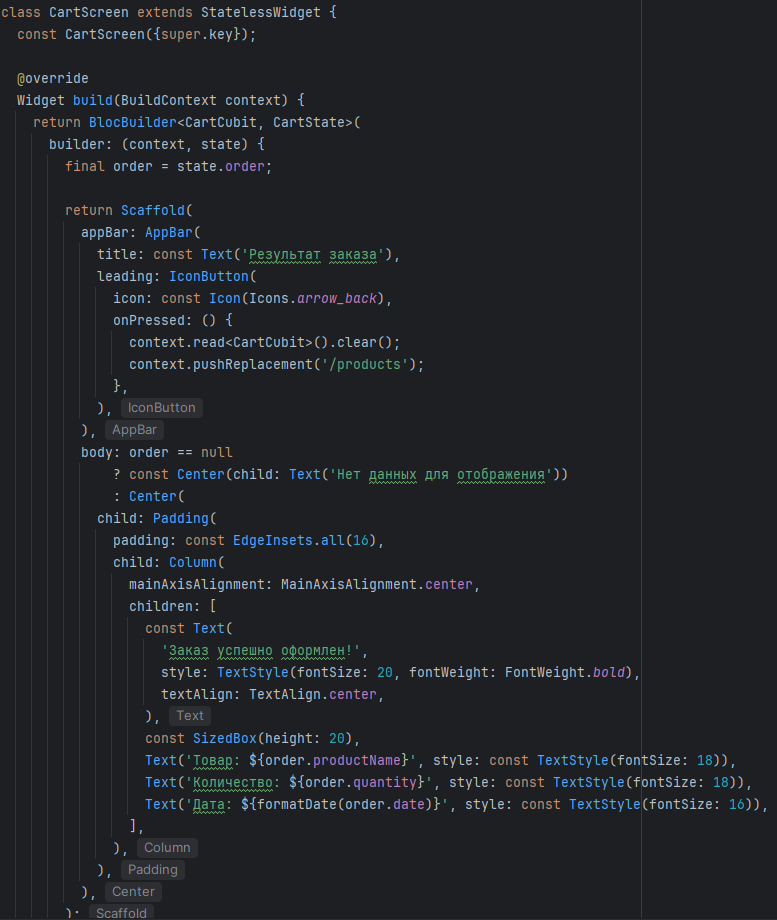 class CartScreen extends StatelessWidget {
  const CartScreen({super.key});

  @override
  Widget build(BuildContext context) {
    return BlocBuilder<CartCubit, CartState>(
      builder: (context, state) {
        final order = state.order;

        return Scaffold(
          appBar: AppBar(
            title: const Text('Результат заказа'),
            leading: IconButton(
              icon: const Icon(Icons.arrow_back),
              onPressed: () {
                context.read<CartCubit>().clear();
                context.pushReplacement('/products');
              },
            ), IconButton
          ), AppBar
          body: order == null
              ? const Center(child: Text('Нет данных для отображения'))
              : Center(
            child: Padding(
              padding: const EdgeInsets.all(16),
              child: Column(
                mainAxisAlignment: MainAxisAlignment.center,
                children: [
                  const Text(
                    'Заказ успешно оформлен!',
                    style: TextStyle(fontSize: 20, fontWeight: FontWeight.bold),
                    textAlign: TextAlign.center,
                  ), Text
                  const SizedBox(height: 20),
                  Text('Товар: ${order.productName}', style: const TextStyle(fontSize: 18)),
                  Text('Количество: ${order.quantity}', style: const TextStyle(fontSize: 18)),
                  Text('Дата: ${formatDate(order.date)}', style: const TextStyle(fontSize: 16)),
                ],
              ), Column
            ), Padding
          ), Center
        ); Scaffold